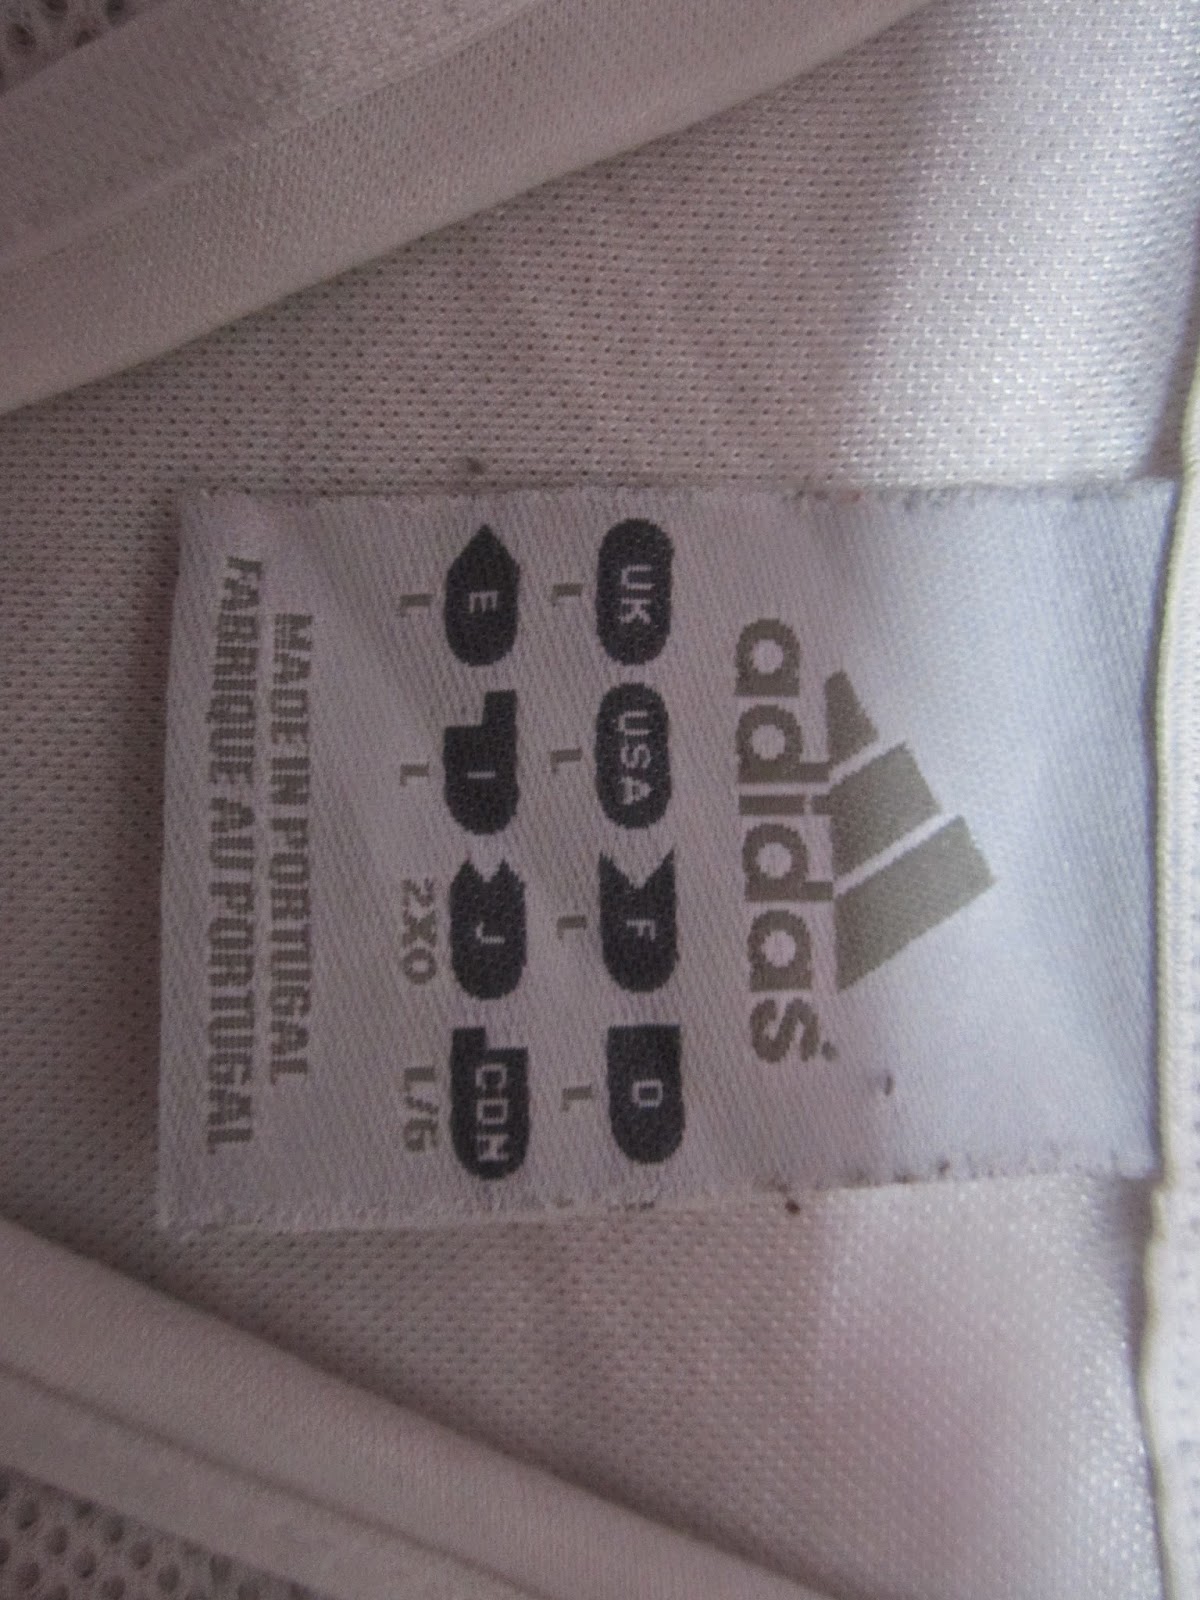 adidas
UK USA F D
L L L L
E I J CDN
L L 2XO L/G
MADE IN PORTUGAL
FABRIQUE AU PORTUGAL